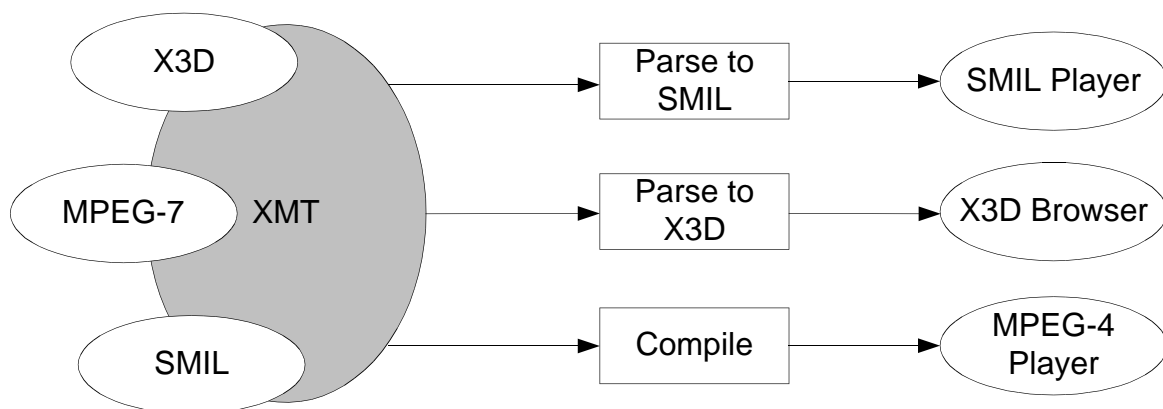 X3D
Parse to
SMIL
SMIL Player
MPEG-7
XMT
Parse to
X3D
X3D Browser
SMIL
Compile
MPEG-4
Player